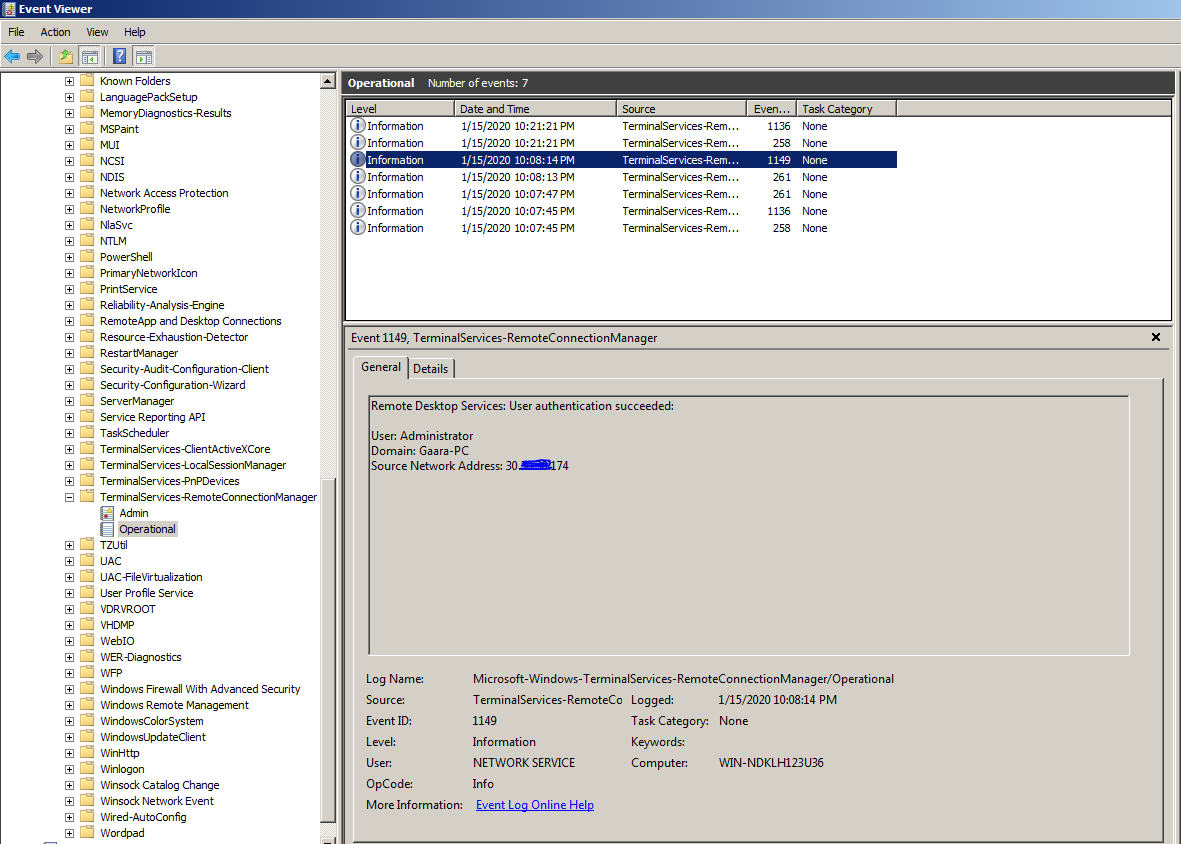 Event Viewer
File Action View Help
Known Folders
LanguagePackSetup
MemoryDiagnostics-Results
MSPaint
MUI
NCSI
NDIS
Network Access Protection
NetworkProfile
NlaSvc
NTLM
PowerShell
PrimaryNetworkIcon
PrintService
Reliability-Analysis-Engine
RemoteApp and Desktop Connections
Resource-Exhaustion-Detector
RestartManager
Security-Audit-Configuration-Client
Security-Configuration-Wizard
ServerManager
Service Reporting API
TaskScheduler
TerminalServices-ClientActiveXCore
TerminalServices-LocalSessionManager
TerminalServices-PnPDevices
TerminalServices-RemoteConnectionManager
Admin
Operational
TZUtil
UAC
UAC-FileVirtualization
User Profile Service
VDRVROOT
VHDMP
WebIO
WER-Diagnostics
WFP
Windows Firewall With Advanced Security
Windows Remote Management
WindowsColorSystem
WindowsUpdateClient
WinHttp
Winlogon
Winsock Catalog Change
Winsock Network Event
Wired-AutoConfig
Wordpad
Operational Number of events: 7
Level Date and Time Source Even... Task Category
Information 1/15/2020 10:21:21 PM TerminalServices-Rem... 1136 None
Information 1/15/2020 10:21:21 PM TerminalServices-Rem... 258 None
Information 1/15/2020 10:08:14 PM TerminalServices-Rem... 1149 None
Information 1/15/2020 10:08:13 PM TerminalServices-Rem... 261 None
Information 1/15/2020 10:07:47 PM TerminalServices-Rem... 261 None
Information 1/15/2020 10:07:45 PM TerminalServices-Rem... 1136 None
Information 1/15/2020 10:07:45 PM TerminalServices-Rem... 258 None
Event 1149, TerminalServices-RemoteConnectionManager
General Details
Remote Desktop Services: User authentication succeeded:
User: Administrator
Domain: Gaara-PC
Source Network Address: 30. 174
Log Name: Microsoft-Windows-TerminalServices-RemoteConnectionManager/Operational
Source: TerminalServices-RemoteCo Logged: 1/15/2020 10:08:14 PM
Event ID: 1149 Task Category: None
Level: Information Keywords:
User: NETWORK SERVICE Computer: WIN-NDKLH123U36
OpCode: Info
More Information: Event Log Online Help